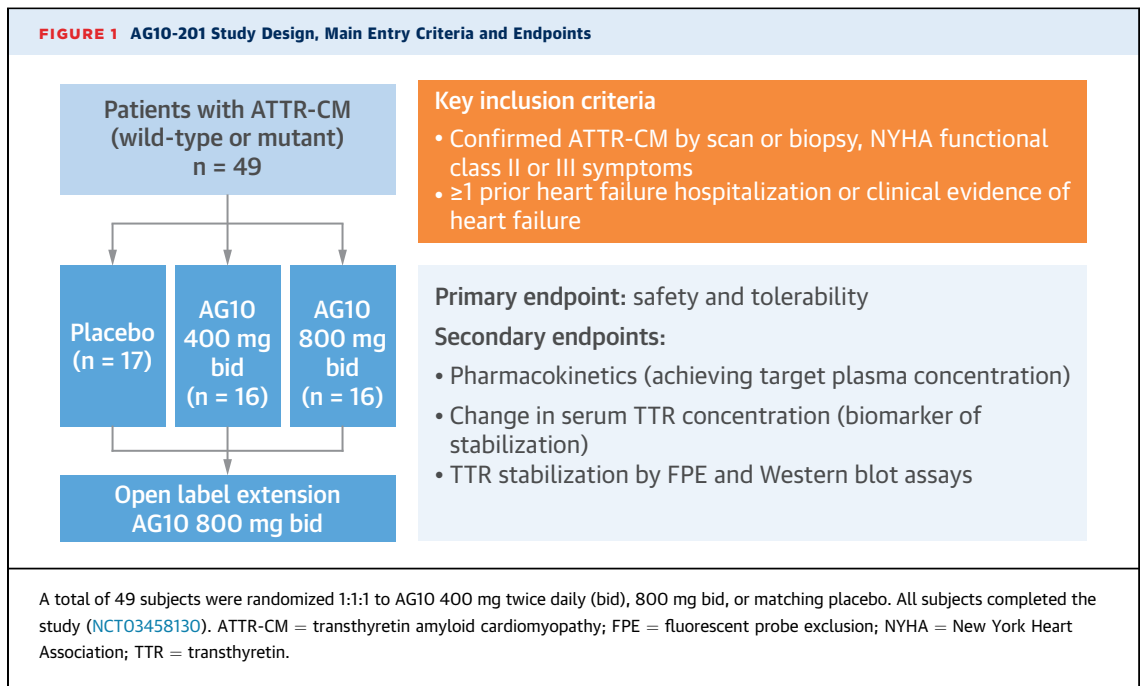 FIGURE 1 AG10-201 Study Design, Main Entry Criteria and Endpoints
Patients with ATTR-CM
(wild-type or mutant)
n = 49
Placebo
(n = 17)
AG10
400 mg
bid
(n = 16)
AG10
800 mg
bid
(n = 16)
Open label extension
AG10 800 mg bid
Key inclusion criteria
• Confirmed ATTR-CM by scan or biopsy, NYHA functional
class II or III symptoms
• ≥1 prior heart failure hospitalization or clinical evidence of
heart failure
Primary endpoint: safety and tolerability
Secondary endpoints:
• Pharmacokinetics (achieving target plasma concentration)
• Change in serum TTR concentration (biomarker of
stabilization)
• TTR stabilization by FPE and Western blot assays
A total of 49 subjects were randomized 1:1:1 to AG10 400 mg twice daily (bid), 800 mg bid, or matching placebo. All subjects completed the
study (NCT03458130). ATTR-CM = transthyretin amyloid cardiomyopathy; FPE = fluorescent probe exclusion; NYHA = New York Heart
Association; TTR = transthyretin.